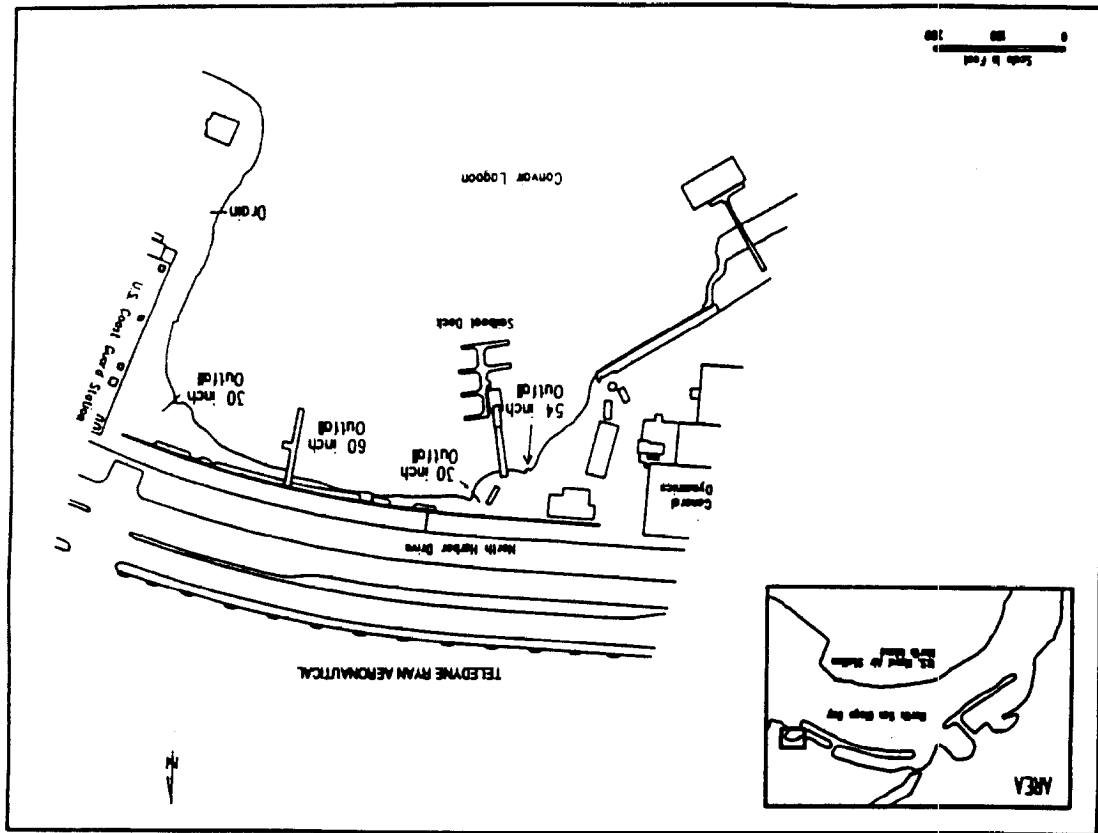 AREA
North San Diego Bay
U.S. Naval Air Station
North Island
N
TELEDYNE RYAN AERONAUTICAL
North Harbor Drive
General
Dynamics
30 inch
Outfall
54 inch
Outfall
60 inch
Outfall
30 inch
Outfall
U.S. Coast Guard Station
Sailboat Dock
Drain
Convair Lagoon
Scale in Feet
0
100
200